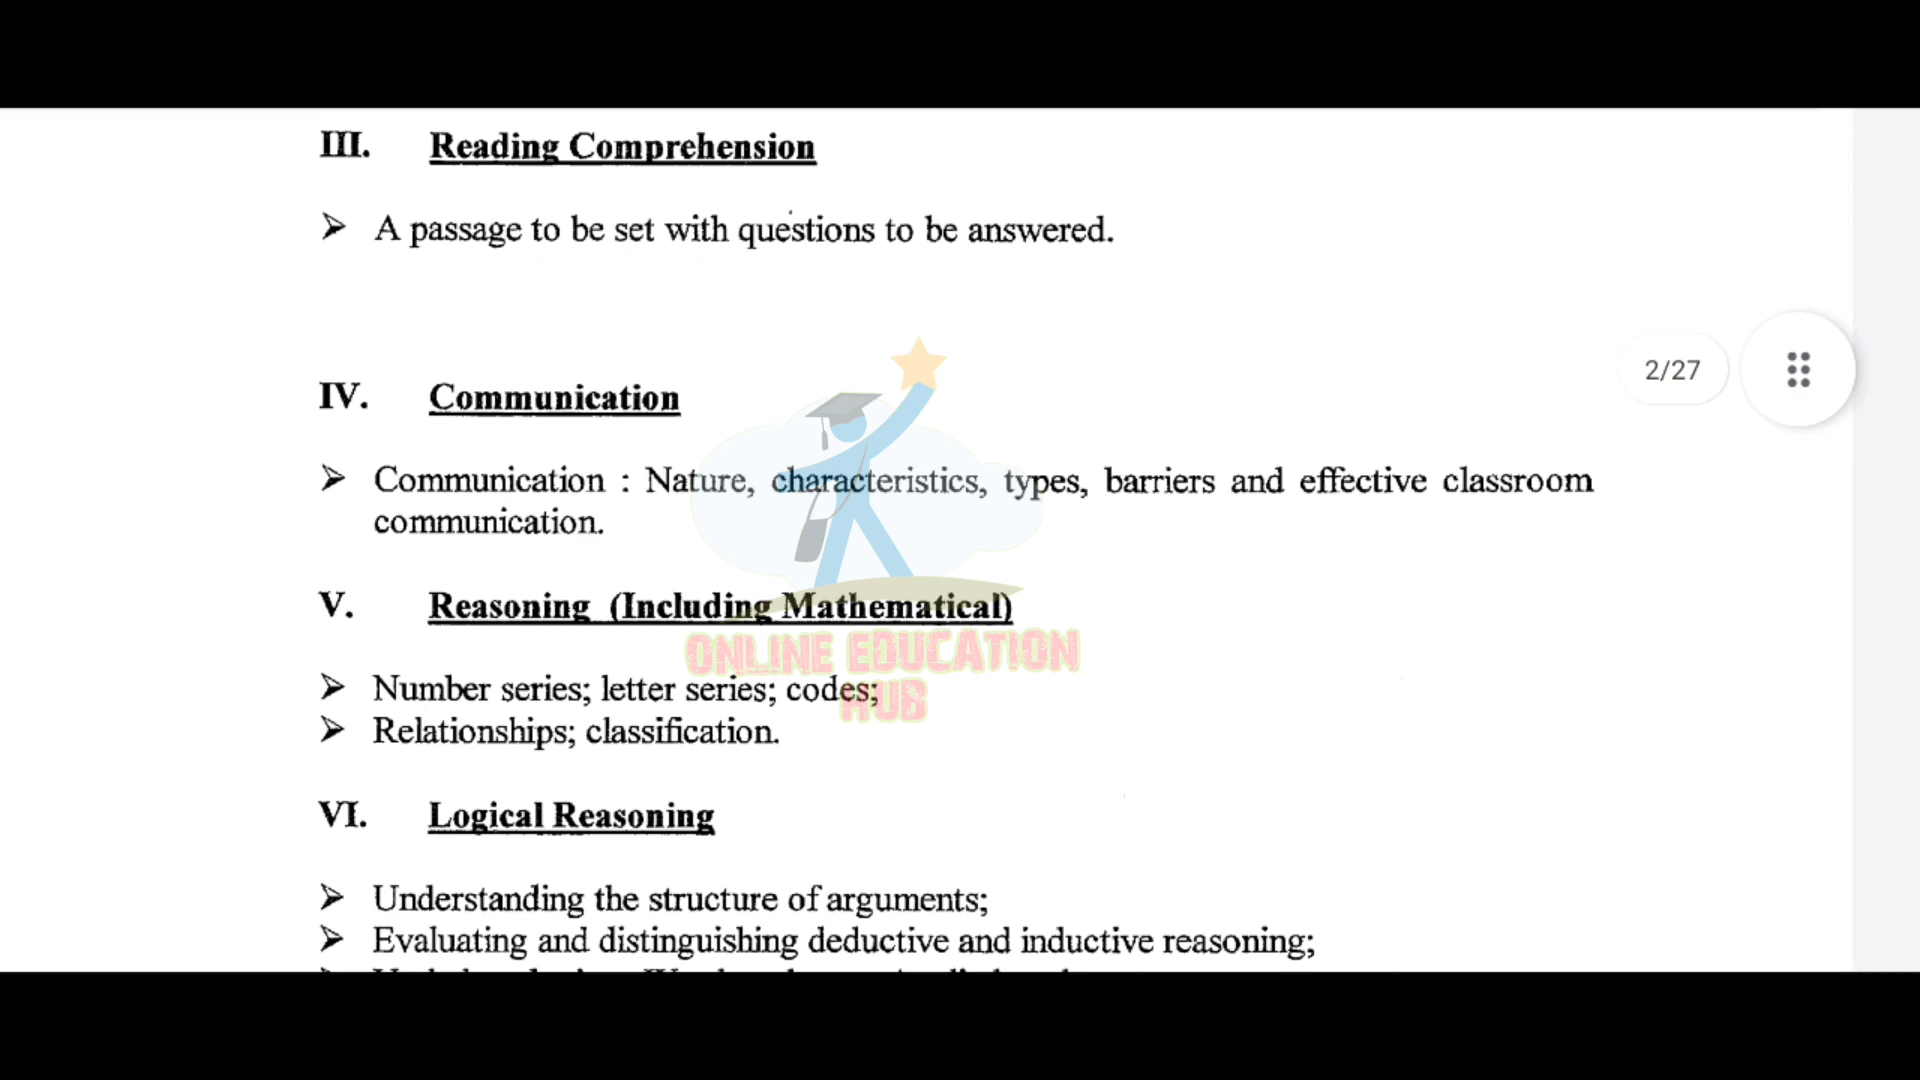 III. Reading Comprehension
➢ A passage to be set with questions to be answered.
2/27
IV. Communication
➢ Communication : Nature, characteristics, types, barriers and effective classroom
communication.
V. Reasoning (Including Mathematical)
ONLINE EDUCATION
HUB
➢ Number series; letter series; codes;
➢ Relationships; classification.
VI. Logical Reasoning
➢ Understanding the structure of arguments;
➢ Evaluating and distinguishing deductive and inductive reasoning;